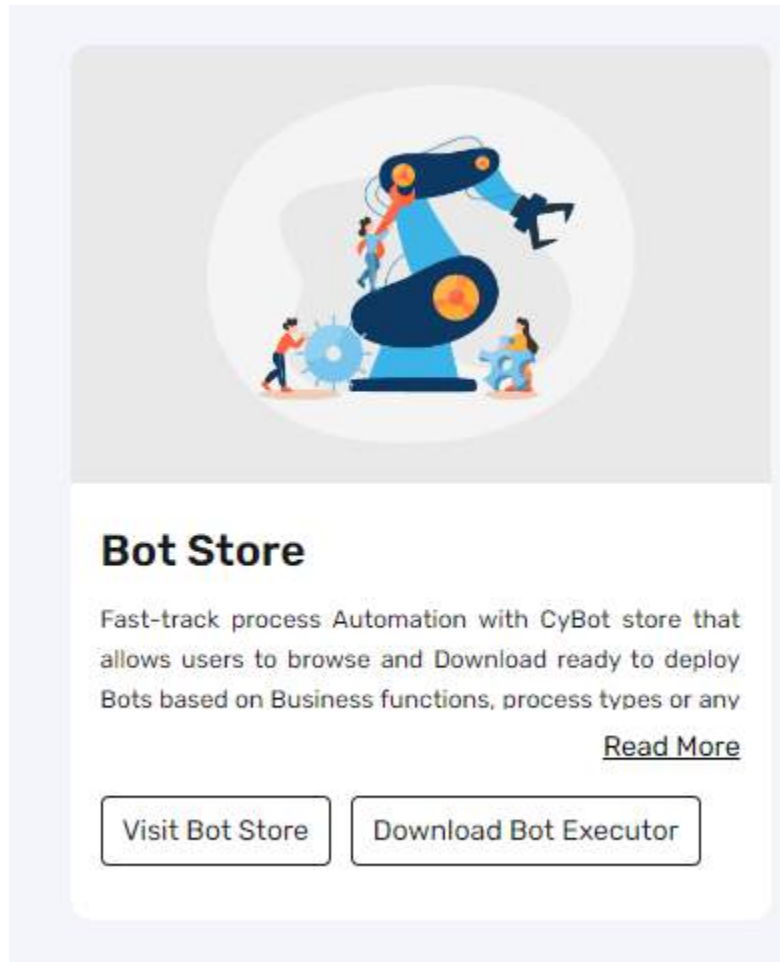 Bot Store
Fast-track process Automation with CyBot store that
allows users to browse and Download ready to deploy
Bots based on Business functions, process types or any
Read More
Visit Bot Store
Download Bot Executor